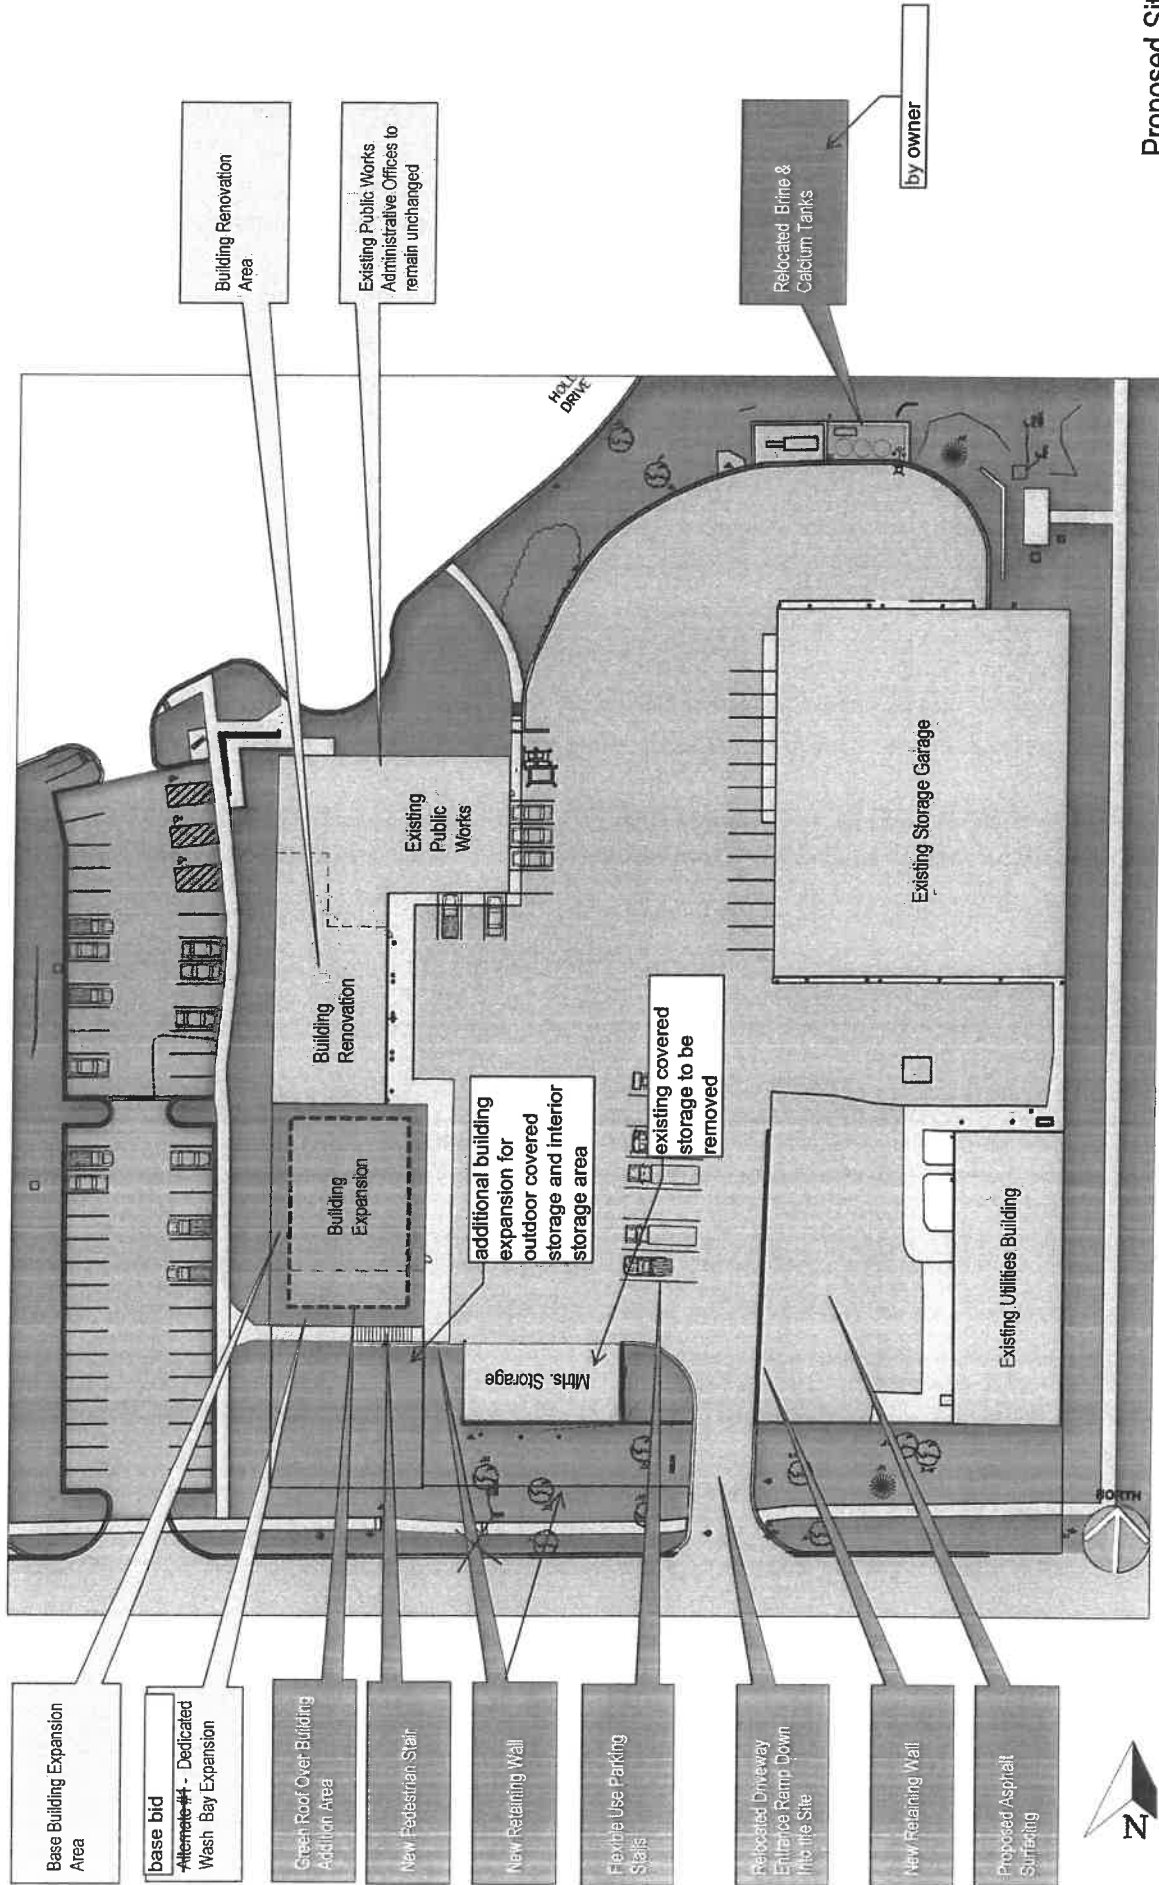 Proposed Sit
Building Renovation
Area
Existing Public Works
Administrative Offices to
remain unchanged
Relocated Brine &
Calcium Tanks
by owner
HOLL
DRIVE
Existing
Public
Works
Building
Renovation
Building
Expansion
additional building
expansion for
outdoor covered
storage and interior
storage area
existing covered
storage to be
removed
Mtrls. Storage
Existing Storage Garage
Existing Utilities Building
NORTH
Base Building Expansion
Area
base bid
Alternate #1 - Dedicated
Wash Bay Expansion
Green Roof Over Building
Addition Area
New Pedestrian Stair
New Retaining Wall
Flexible Use Parking
Stalls
Relocated Driveway
Entrance Ramp Down
Into the Site
New Retaining Wall
Proposed Asphalt
Surfacing
N